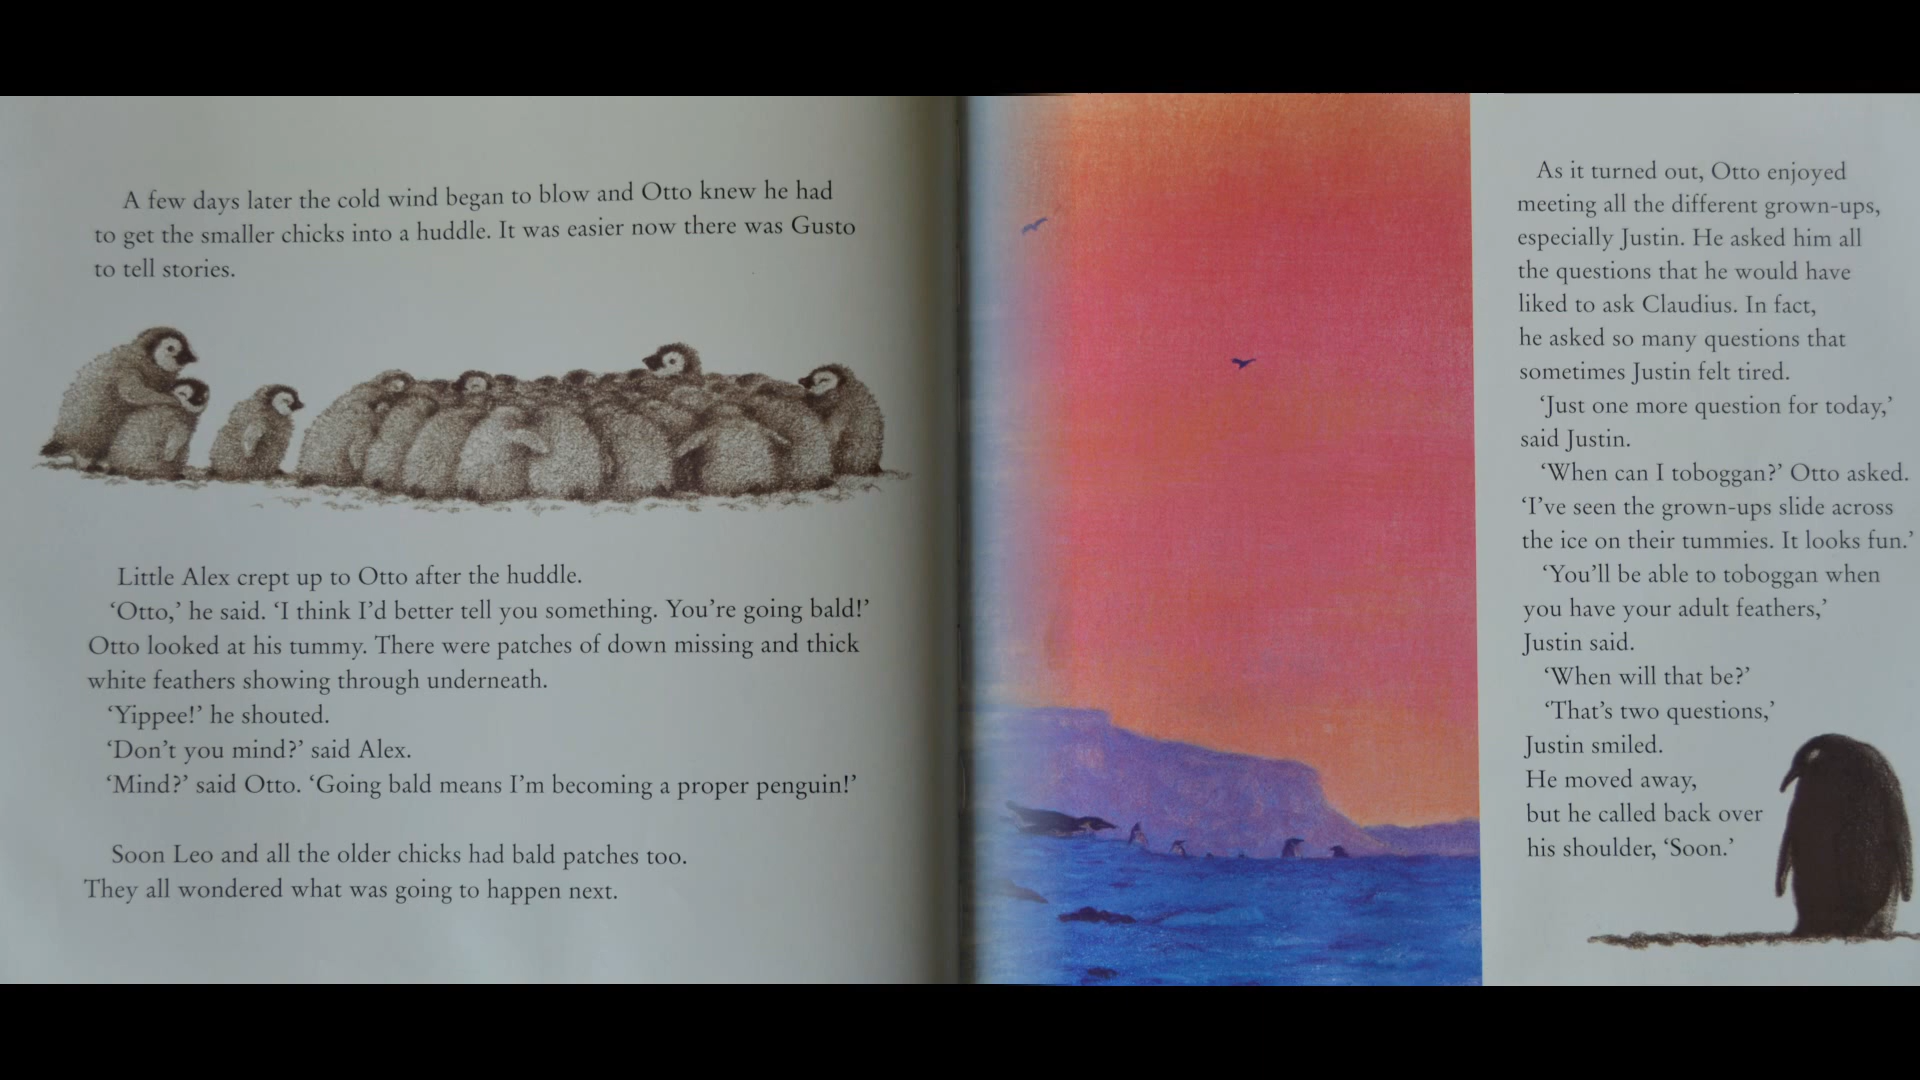 A few days later the cold wind began to blow and Otto knew he had
to get the smaller chicks into a huddle. It was easier now there was Gusto
to tell stories.
Little Alex crept up to Otto after the huddle.
‘Otto,’ he said. ‘I think I’d better tell you something. You’re going bald!’
Otto looked at his tummy. There were patches of down missing and thick
white feathers showing through underneath.
‘Yippee!’ he shouted.
‘Don’t you mind?’ said Alex.
‘Mind?’ said Otto. ‘Going bald means I’m becoming a proper penguin!’
Soon Leo and all the older chicks had bald patches too.
They all wondered what was going to happen next.
As it turned out, Otto enjoyed
meeting all the different grown-ups,
especially Justin. He asked him all
the questions that he would have
liked to ask Claudius. In fact,
he asked so many questions that
sometimes Justin felt tired.
‘Just one more question for today,’
said Justin.
‘When can I toboggan?’ Otto asked.
‘I’ve seen the grown-ups slide across
the ice on their tummies. It looks fun.’
‘You’ll be able to toboggan when
you have your adult feathers,’
Justin said.
‘When will that be?’
‘That’s two questions,’
Justin smiled.
He moved away,
but he called back over
his shoulder, ‘Soon.’